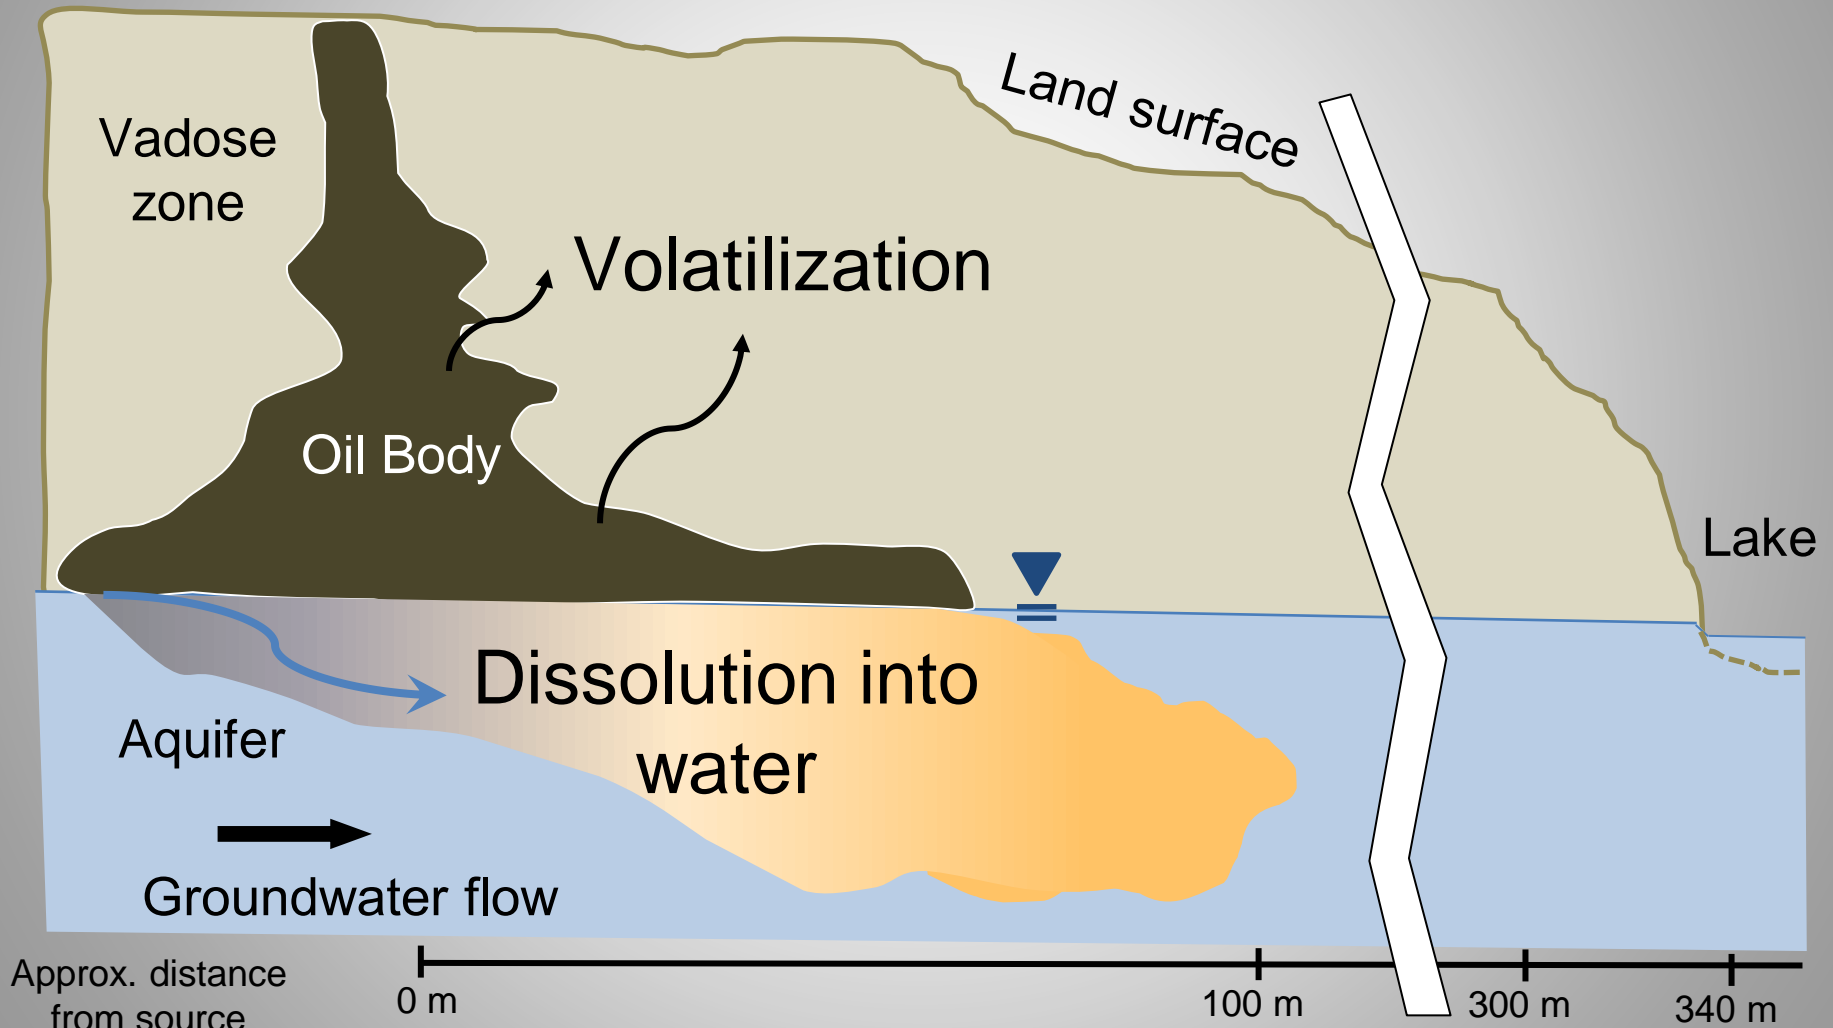 Land surface
Vadose
zone
Volatilization
Oil Body
Lake
Dissolution into
water
Aquifer
Groundwater flow
Approx. distance
from source
0 m
100 m
300 m
340 m